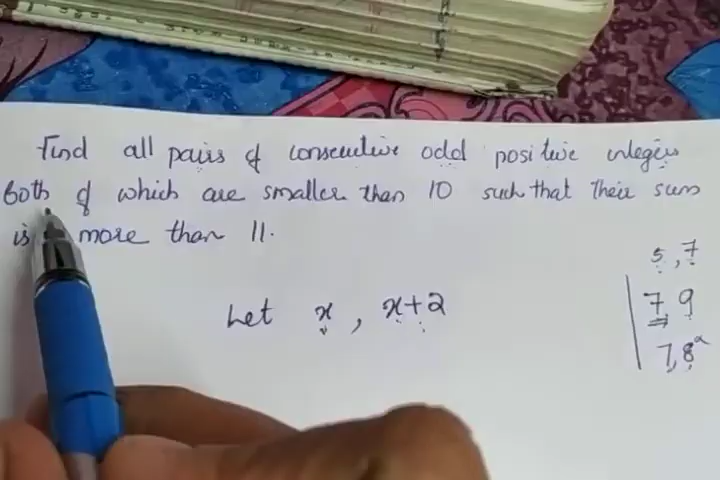 Find all pairs of consecutive odd positive integers
both of which are smaller than 10 such that their sum
is more than 11.
5, 7
Let x, x+2
7, 9
7, 8